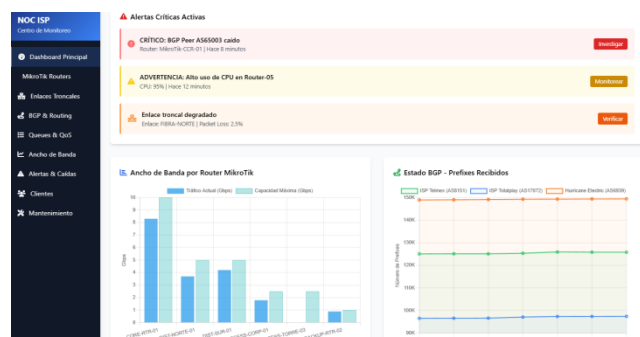 NOC ISP
Centro de Monitoreo
Dashboard Principal
MikroTik Routers
Enlaces Troncales
BGP & Routing
Queues & QoS
Ancho de Banda
Alertas & Caídas
Clientes
Mantenimiento
Alertas Críticas Activas
CRÍTICO: BGP Peer AS65003 caído
Router: MikroTik-CCR-01 | Hace 8 minutos
Investigar
ADVERTENCIA: Alto uso de CPU en Router-05
CPU: 95% | Hace 12 minutos
Monitorear
Enlace troncal degradado
Enlace: FIBRA-NORTE | Packet Loss: 2.5%
Verificar
Ancho de Banda por Router MikroTik
Tráfico Actual (Gbps) Capacidad Máxima (Gbps)
Gbps
10
9
8
7
6
5
4
3
2
1
0
CORE-RTR-01
Estado BGP - Prefixes Recibidos
ISP Telmex (AS8151) ISP Totalplay (AS17072) Hurricane Electric (AS6939)
Número de Prefixes
150K
140K
130K
120K
110K
100K
90K